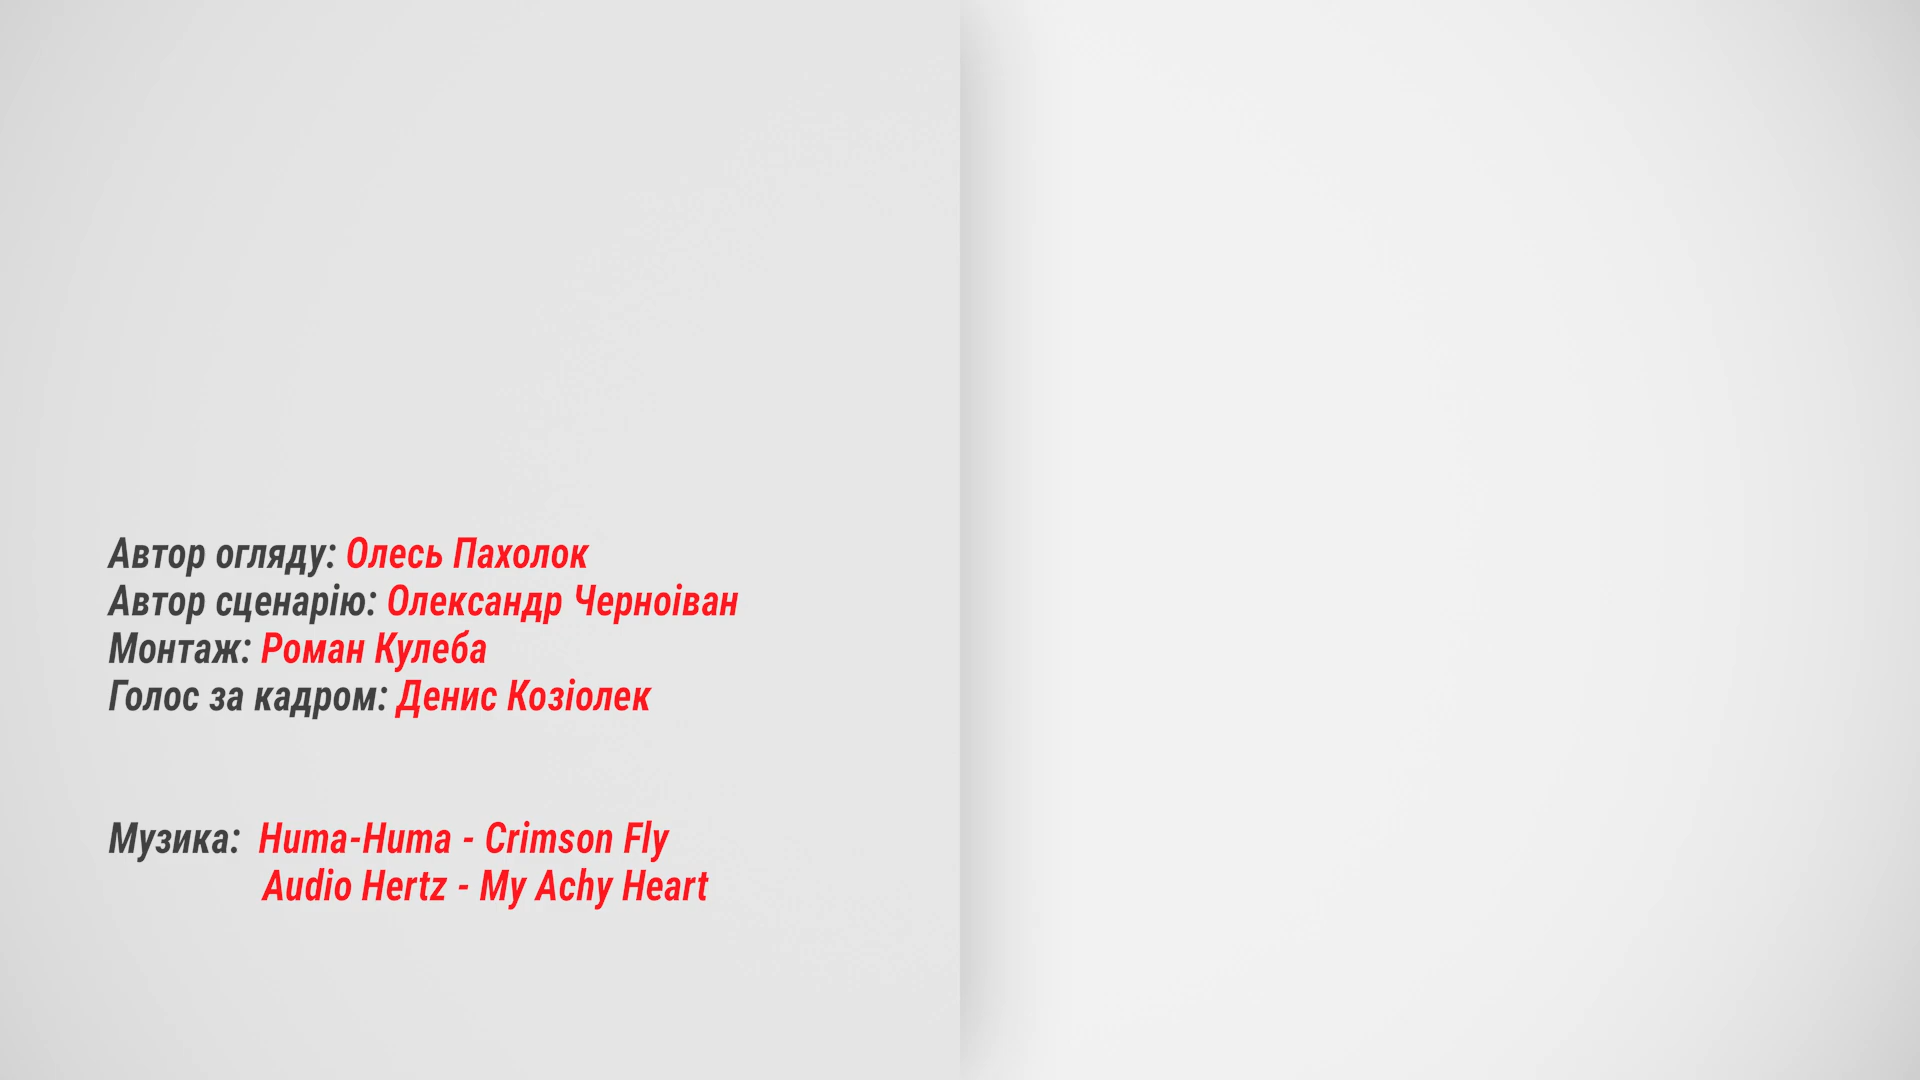 Автор огляду: Олесь Пахолок
Автор сценарію: Олександр Черноіван
Монтаж: Роман Кулеба
Голос за кадром: Денис Козіолек
Музика: Huma-Huma - Crimson Fly
Audio Hertz - My Achy Heart